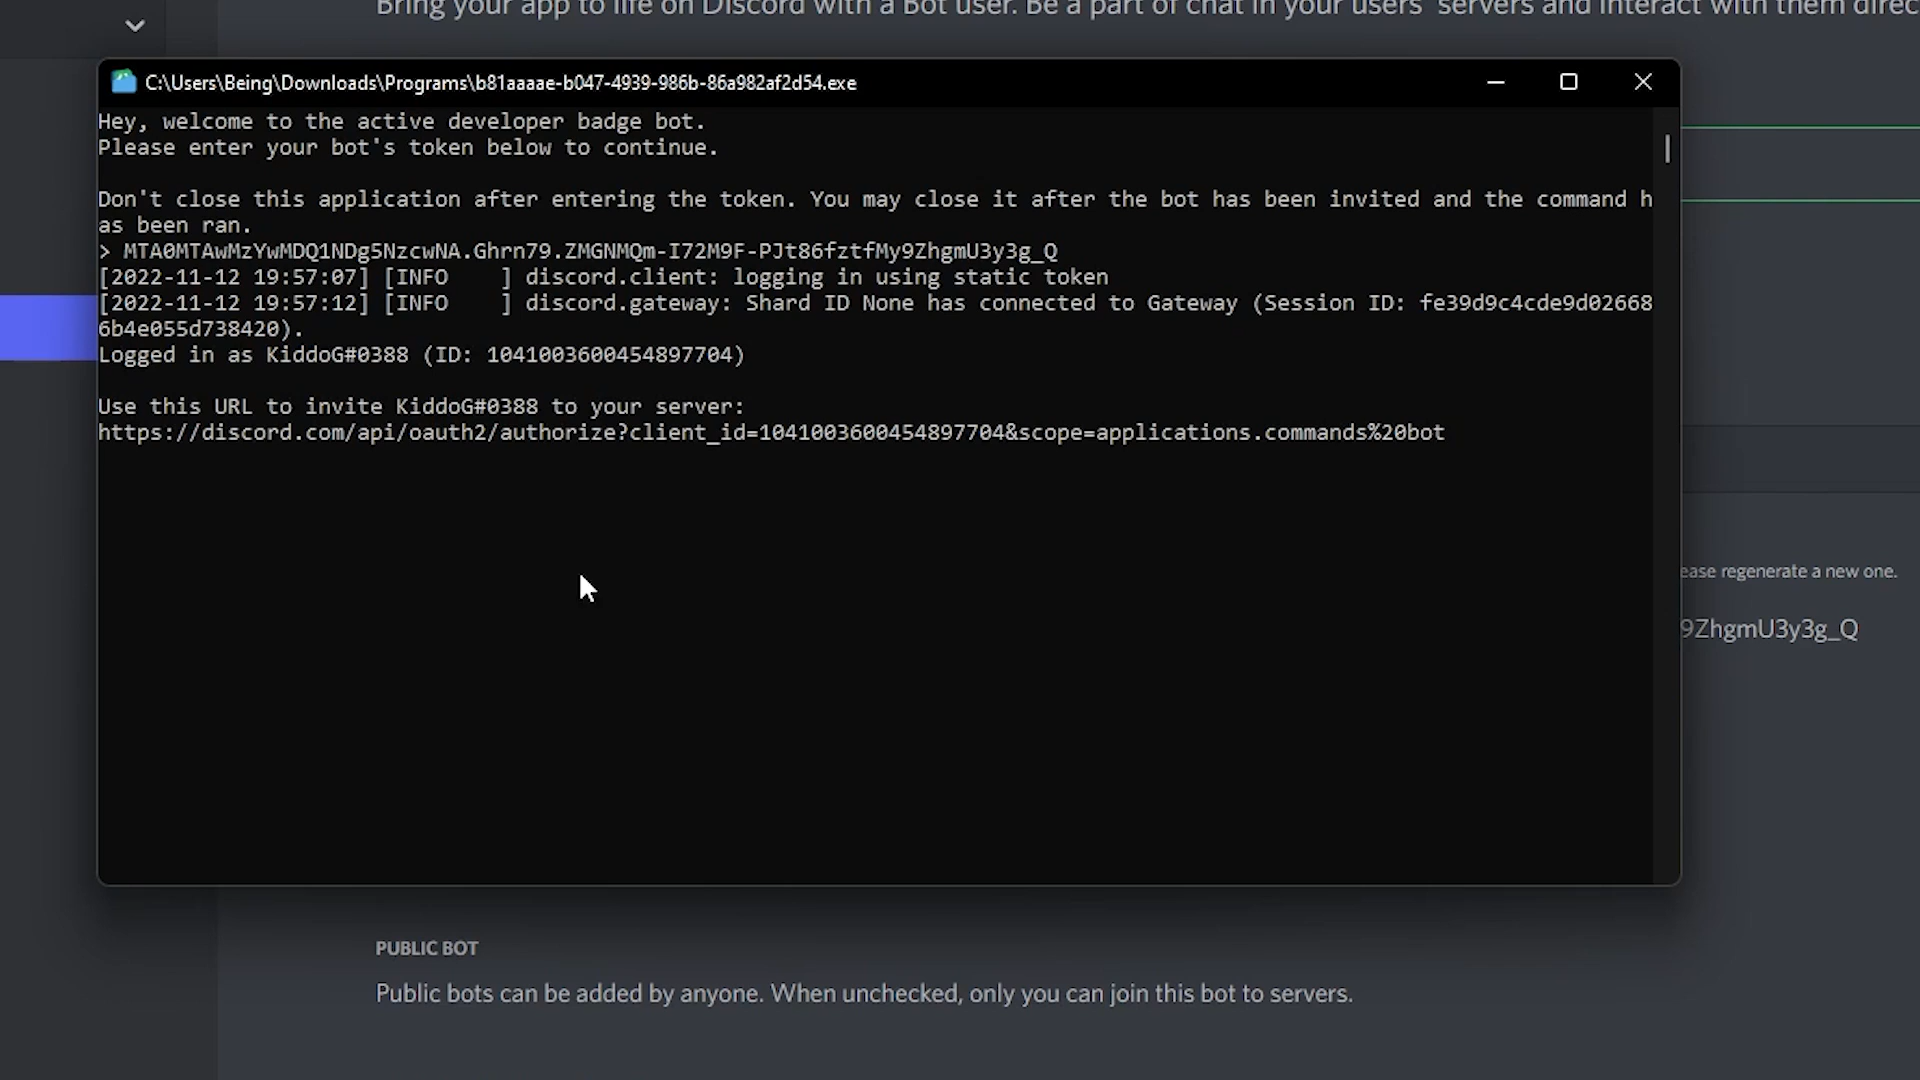 Bring your app to life on Discord with a Bot user. Be a part of chat in your users' servers and interact with them direc
C:\Users\Being\Downloads\Programs\b81aaaae-b047-4939-986b-86a982af2d54.exe
Hey, welcome to the active developer badge bot.
Please enter your bot's token below to continue.
Don't close this application after entering the token. You may close it after the bot has been invited and the command h
as been ran.
> MTA0MTAwMzYwMDQ1NDg5NzcwNA.Ghrn79.ZMGNMQm-I72M9F-PJt86fztfMy9ZhgmU3y3g_Q
[2022-11-12 19:57:07] [INFO    ] discord.client: logging in using static token
[2022-11-12 19:57:12] [INFO    ] discord.gateway: Shard ID None has connected to Gateway (Session ID: fe39d9c4cde9d02668
6b4e055d738420).
Logged in as KiddoG#0388 (ID: 1041003600454897704)
Use this URL to invite KiddoG#0388 to your server:
https://discord.com/api/oauth2/authorize?client_id=1041003600454897704&scope=applications.commands%20bot
ease regenerate a new one.
9ZhgmU3y3g_Q
PUBLIC BOT
Public bots can be added by anyone. When unchecked, only you can join this bot to servers.